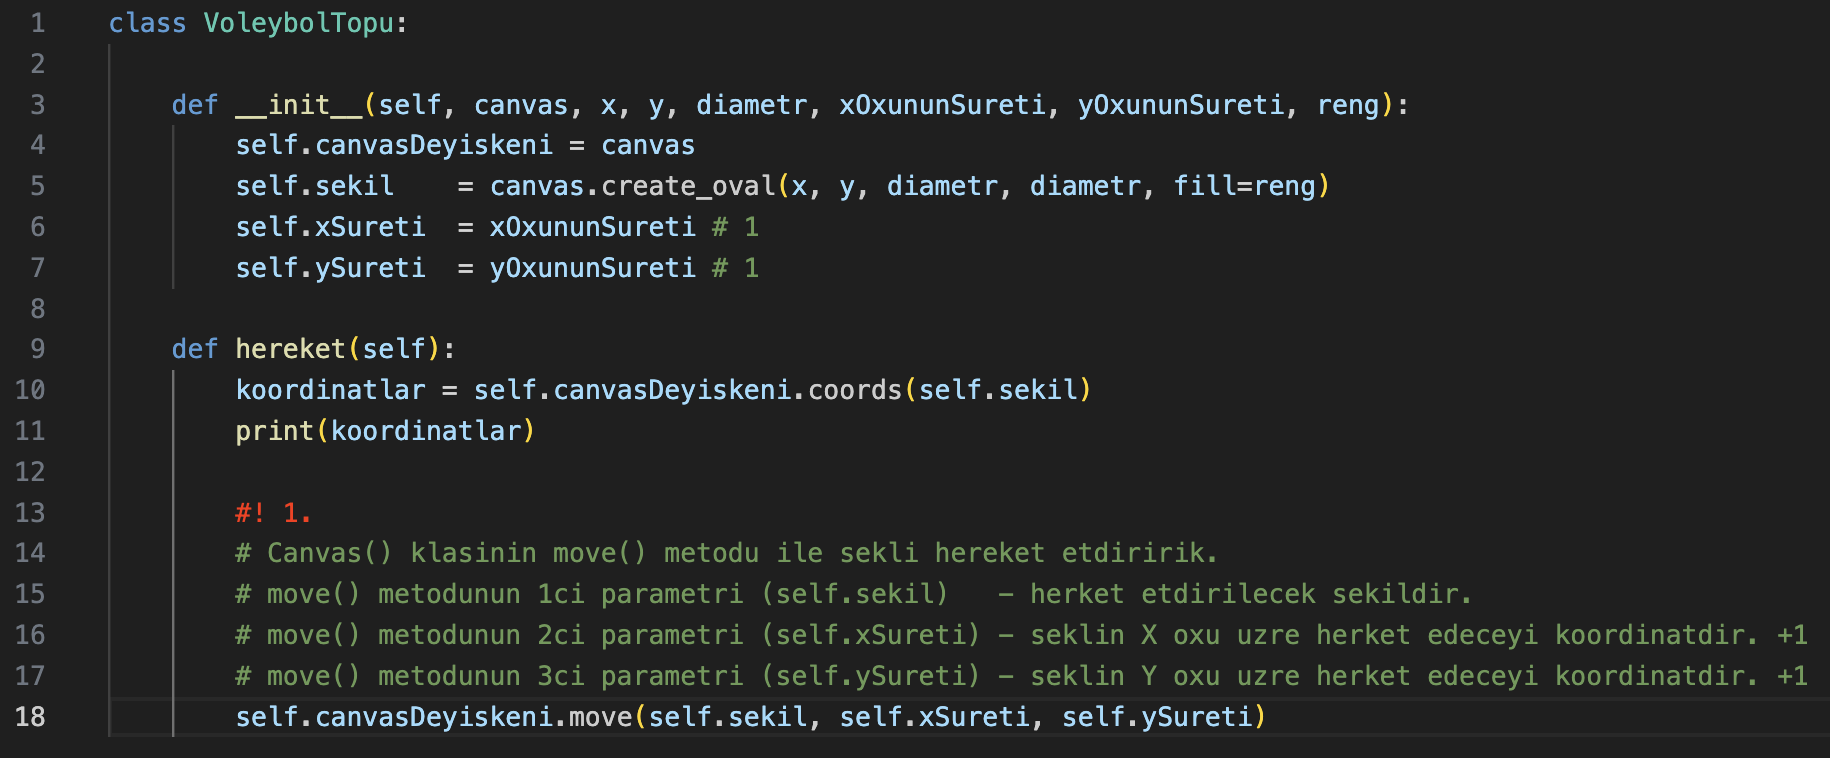 1 class VoleybolTopu:
2
3     def __init__(self, canvas, x, y, diametr, xOxununSureti, yOxununSureti, reng):
4         self.canvasDeyiskeni = canvas
5         self.sekil    = canvas.create_oval(x, y, diametr, diametr, fill=reng)
6         self.xSureti  = xOxununSureti # 1
7         self.ySureti  = yOxununSureti # 1
8
9     def hereket(self):
10         koordinatlar = self.canvasDeyiskeni.coords(self.sekil)
11         print(koordinatlar)
12
13         #! 1.
14         # Canvas() klasinin move() metodu ile sekli hereket etdiririk.
15         # move() metodunun 1ci parametri (self.sekil)   – herket etdirilecek sekildir.
16         # move() metodunun 2ci parametri (self.xSureti) – seklin X oxu uzre herket edeceyi koordinatdir. +1
17         # move() metodunun 3ci parametri (self.ySureti) – seklin Y oxu uzre herket edeceyi koordinatdir. +1
18         self.canvasDeyiskeni.move(self.sekil, self.xSureti, self.ySureti)